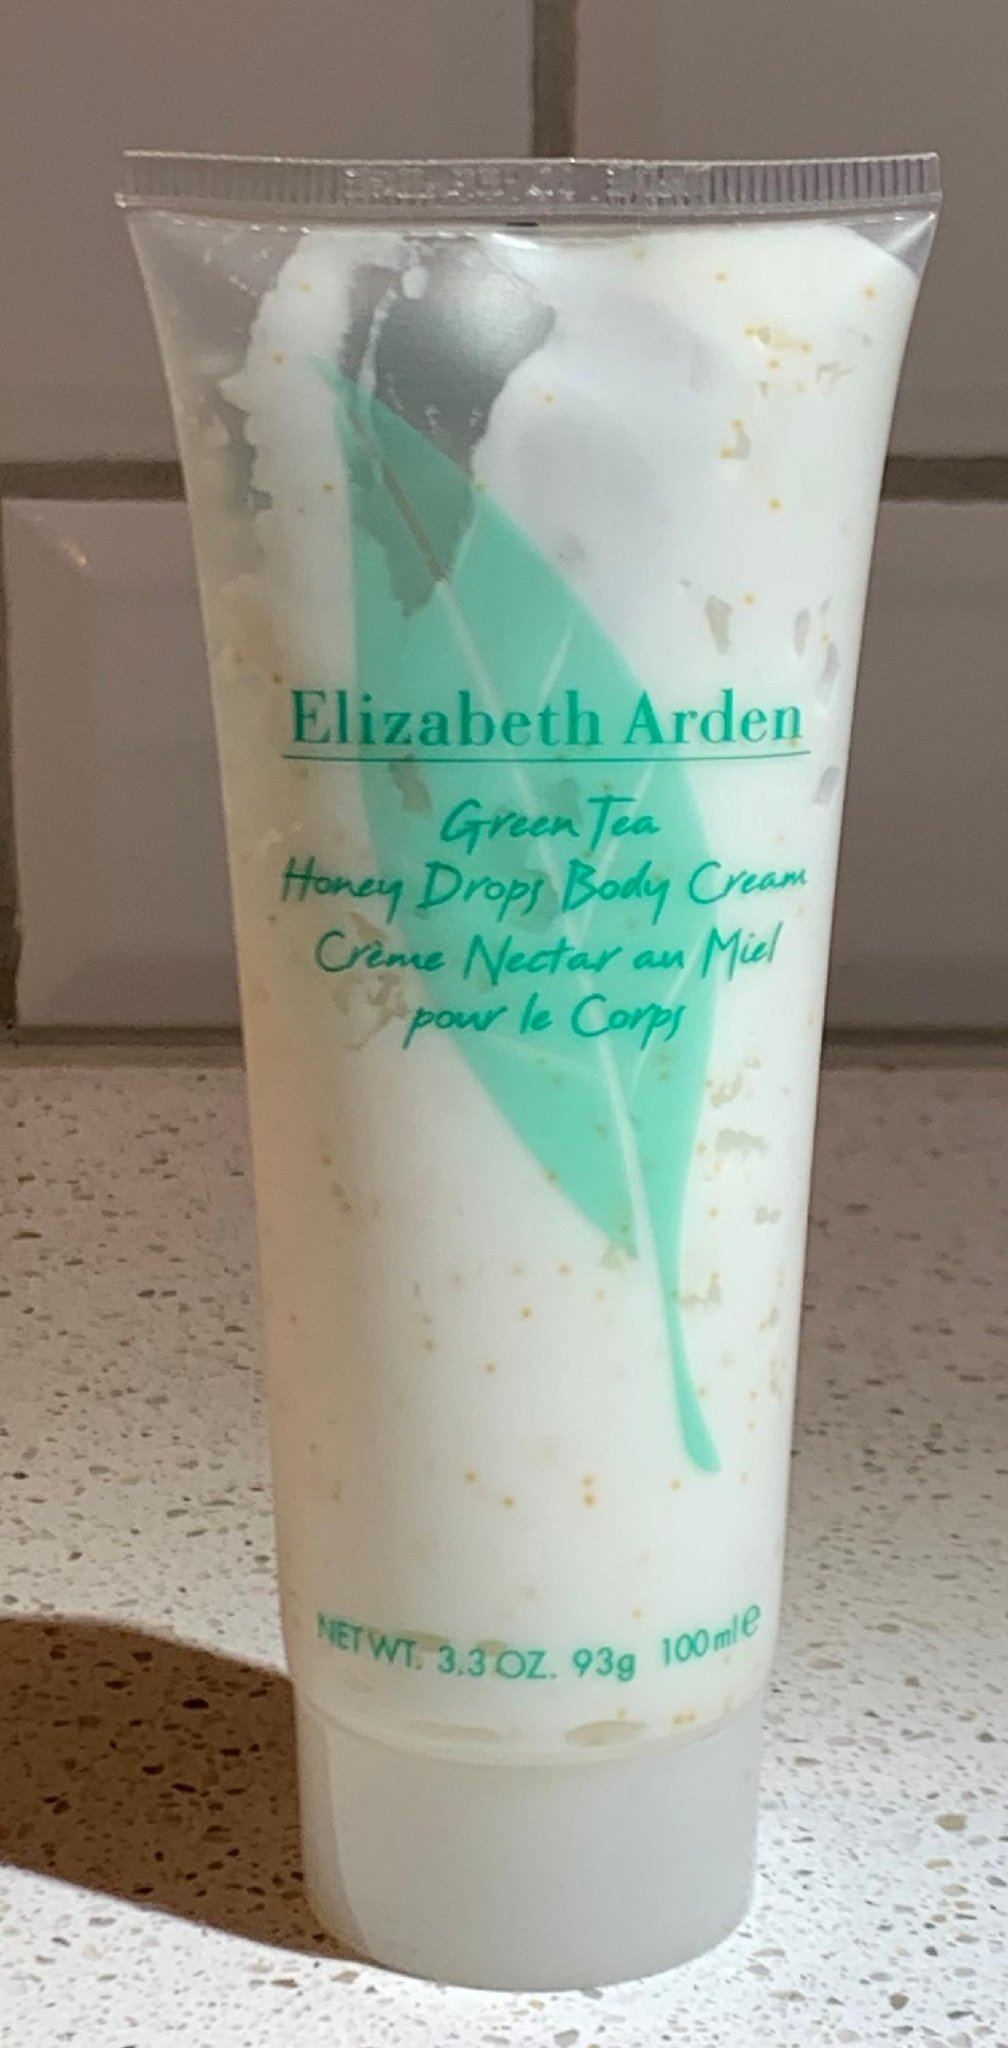 Elizabeth Arden
Green Tea
Honey Drops Body Cream
Crème Nectar au Miel
pour le Corps
NET WT. 3.3 OZ. 93g 100ml℮